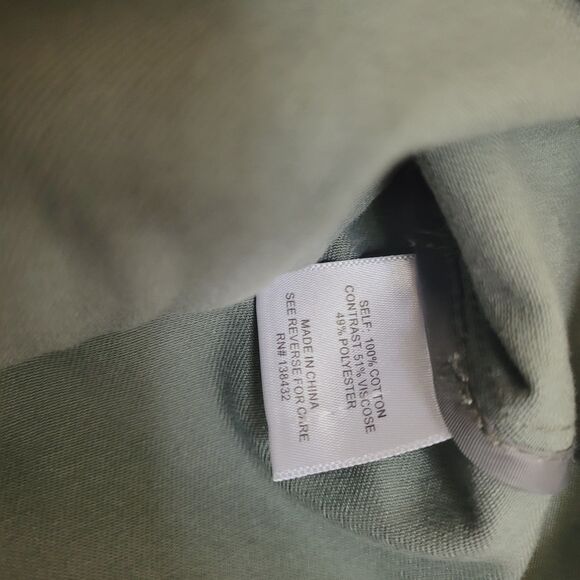 SELF: 100% COTTON
CONTRAST: 51% VISCOSE
49% POLYESTER
MADE IN CHINA
SEE REVERSE FOR CARE
RN# 138432